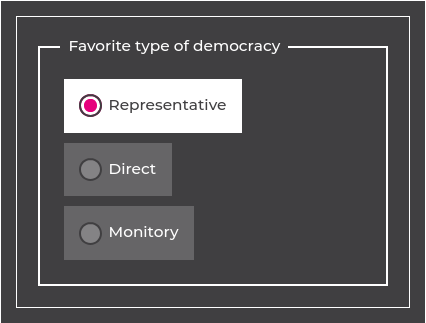 Favorite type of democracy
Representative
Direct
Monitory